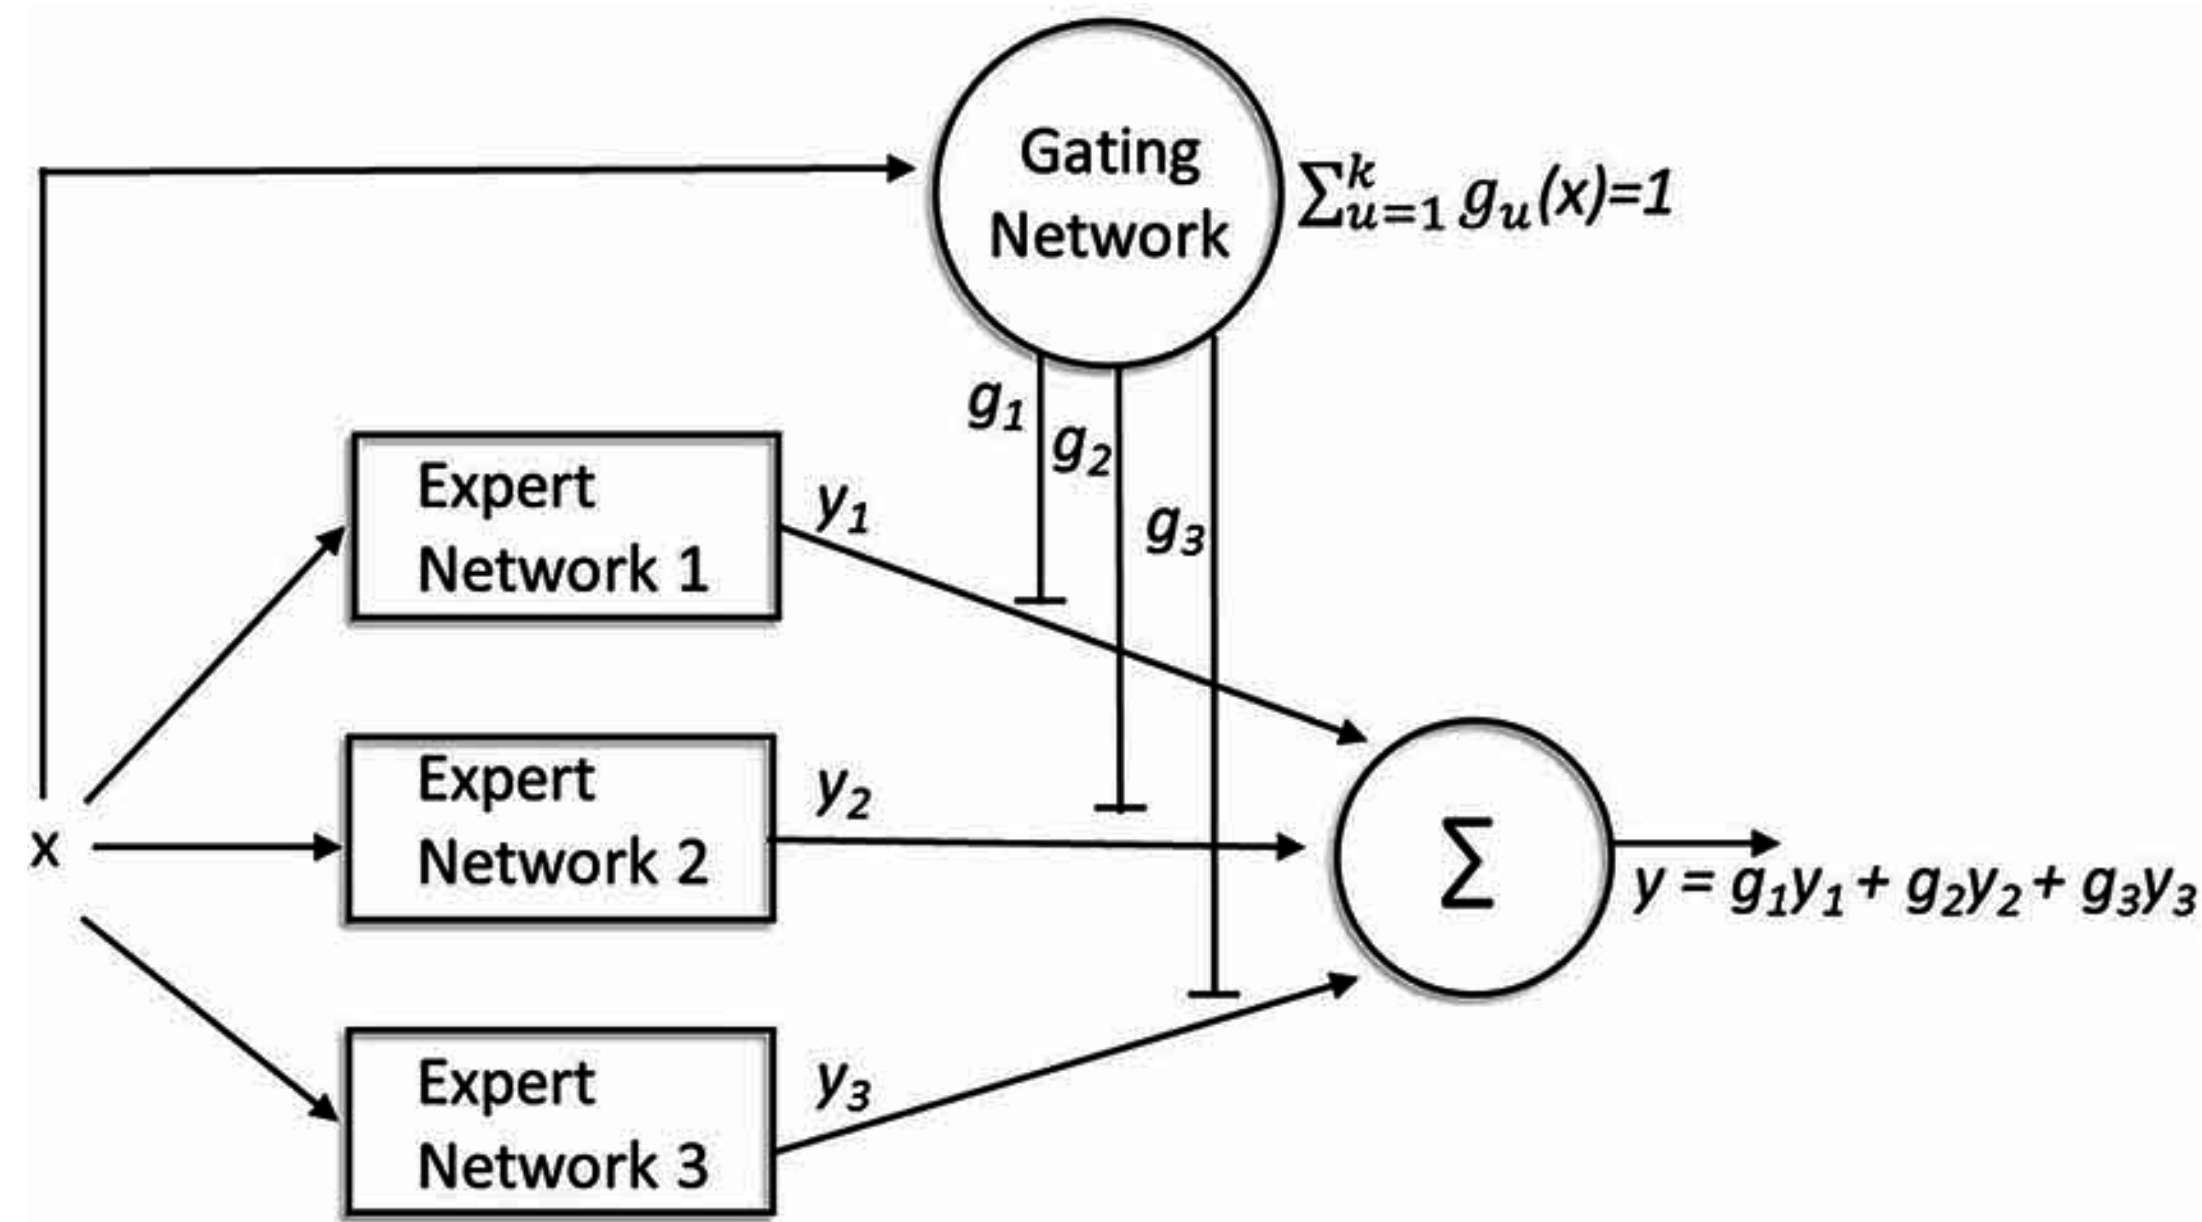 Gating
Network
∑ᵏᵤ₌₁ gᵤ(x)=1
g₁
g₂
g₃
Expert
Network 1
y₁
Expert
Network 2
y₂
x
∑
y = g₁y₁ + g₂y₂ + g₃y₃
Expert
Network 3
y₃